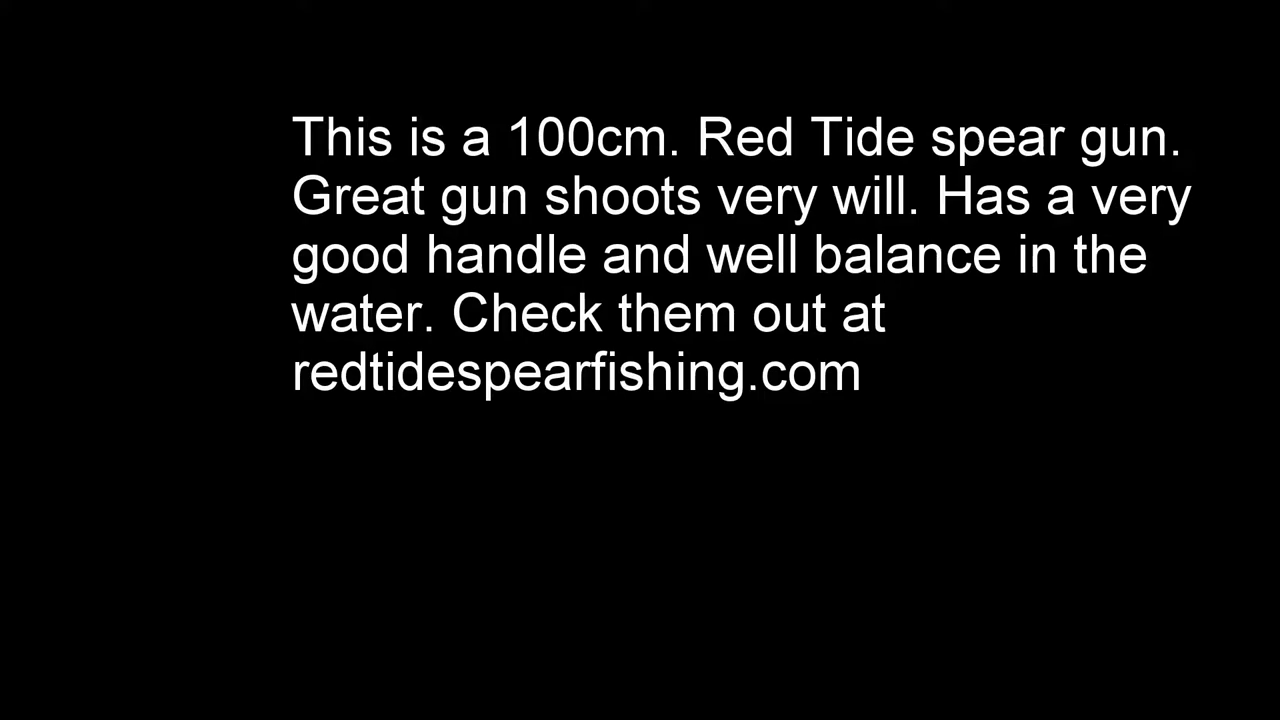 This is a 100cm. Red Tide spear gun.
Great gun shoots very will. Has a very
good handle and well balance in the
water. Check them out at
redtidespearfishing.com